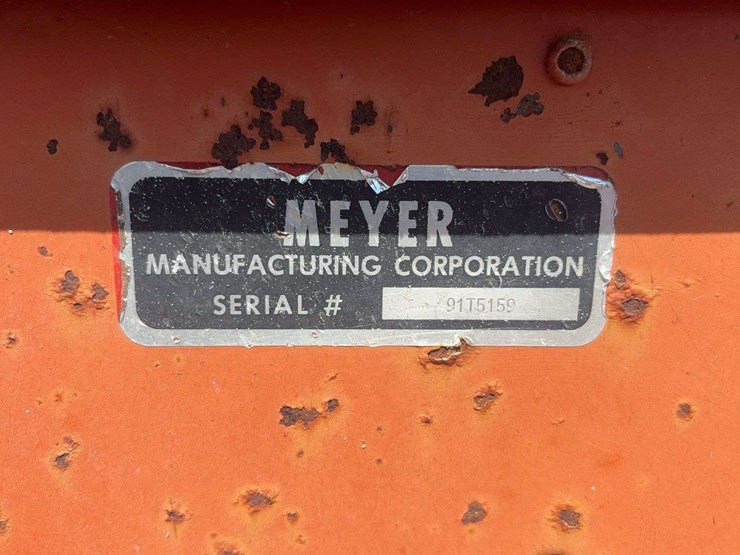 MEYER
MANUFACTURING CORPORATION
SERIAL # 91T5159